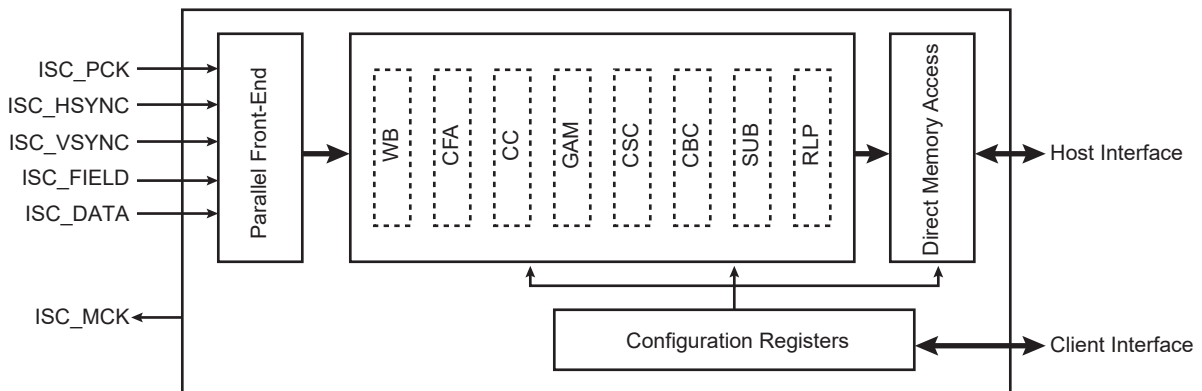 ISC_PCK
ISC_HSYNC
ISC_VSYNC
ISC_FIELD
ISC_DATA
ISC_MCK
Parallel Front-End
WB
CFA
CC
GAM
CSC
CBC
SUB
RLP
Direct Memory Access
Host Interface
Configuration Registers
Client Interface